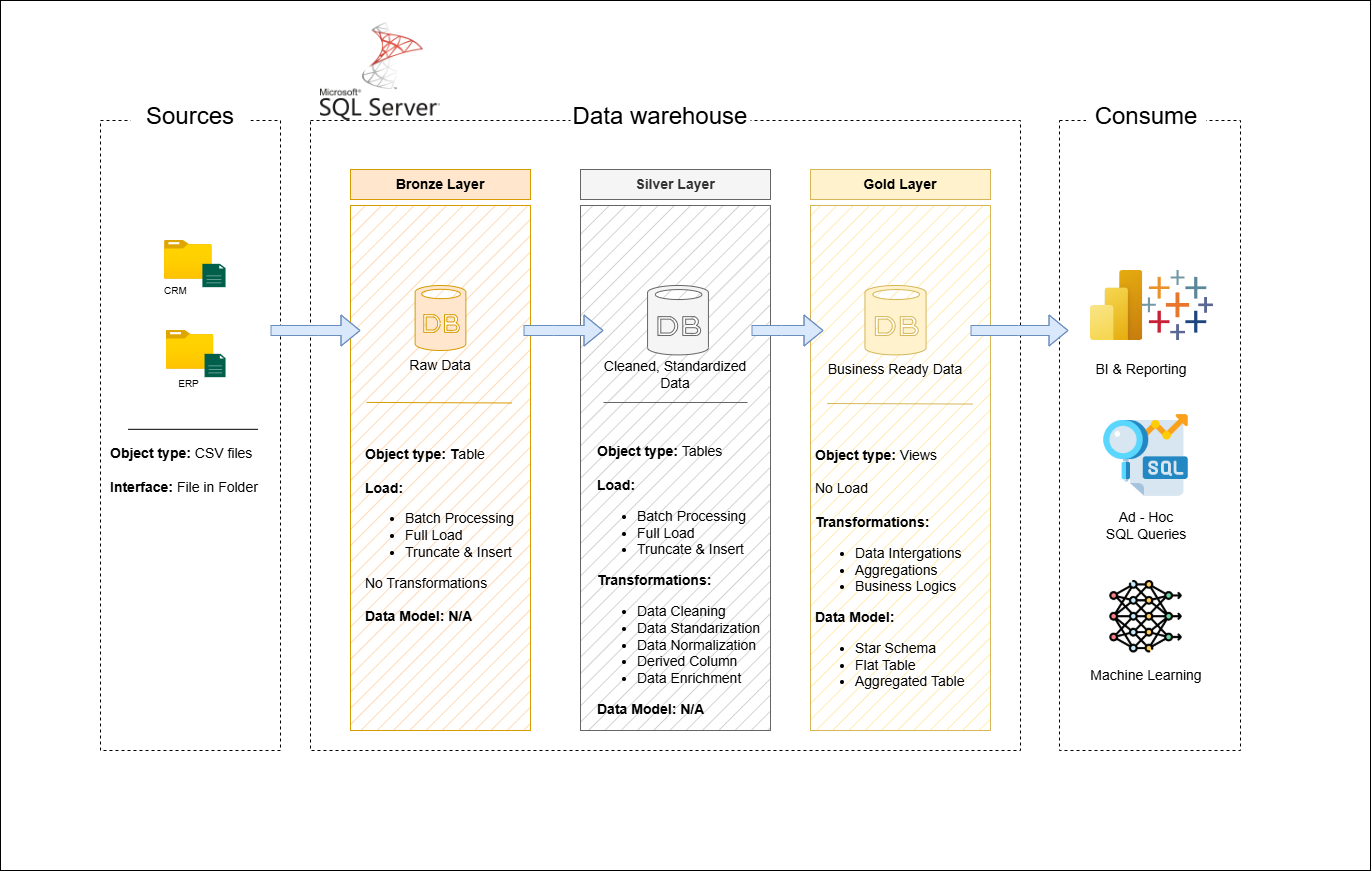 Microsoft®
SQL Server
Sources
Data warehouse
Consume
Bronze Layer
Silver Layer
Gold Layer
CRM
ERP
Object type: CSV files
Interface: File in Folder
DB
Raw Data
Object type: Table
Load:
• Batch Processing
• Full Load
• Truncate & Insert
No Transformations
Data Model: N/A
DB
Cleaned, Standardized
Data
Object type: Tables
Load:
• Batch Processing
• Full Load
• Truncate & Insert
Transformations:
• Data Cleaning
• Data Standarization
• Data Normalization
• Derived Column
• Data Enrichment
Data Model: N/A
DB
Business Ready Data
Object type: Views
No Load
Transformations:
• Data Intergations
• Aggregations
• Business Logics
Data Model:
• Star Schema
• Flat Table
• Aggregated Table
BI & Reporting
SQL
Ad - Hoc
SQL Queries
Machine Learning